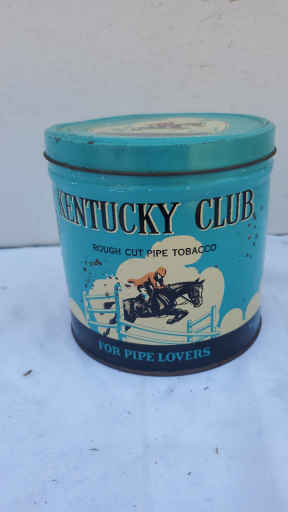 KENTUCKY CLUB
ROUGH CUT PIPE TOBACCO
FOR PIPE LOVERS